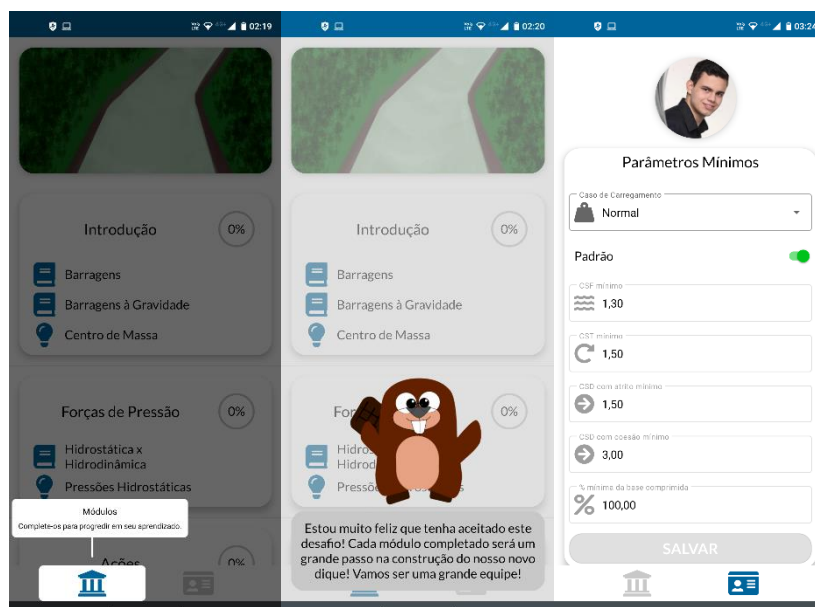 02:19
Introdução
0%
Barragens
Barragens à Gravidade
Centro de Massa
Forças de Pressão
0%
Hidrostática x
Hidrodinâmica
Pressões Hidrostáticas
Módulos
Complete-os para progredir em seu aprendizado.
Ações
0%
02:20
Introdução
0%
Barragens
Barragens à Gravidade
Centro de Massa
0%
Estou muito feliz que tenha aceitado este
desafio! Cada módulo completado será um
grande passo na construção do nosso novo
dique! Vamos ser uma grande equipe!
03:24
Parâmetros Mínimos
Caso de Carregamento
Normal
Padrão
CSF mínimo
1,30
CST mínimo
1,50
CSD com atrito mínimo
1,50
CSD com coesão mínimo
3,00
% mínima da base comprimida
100,00
SALVAR